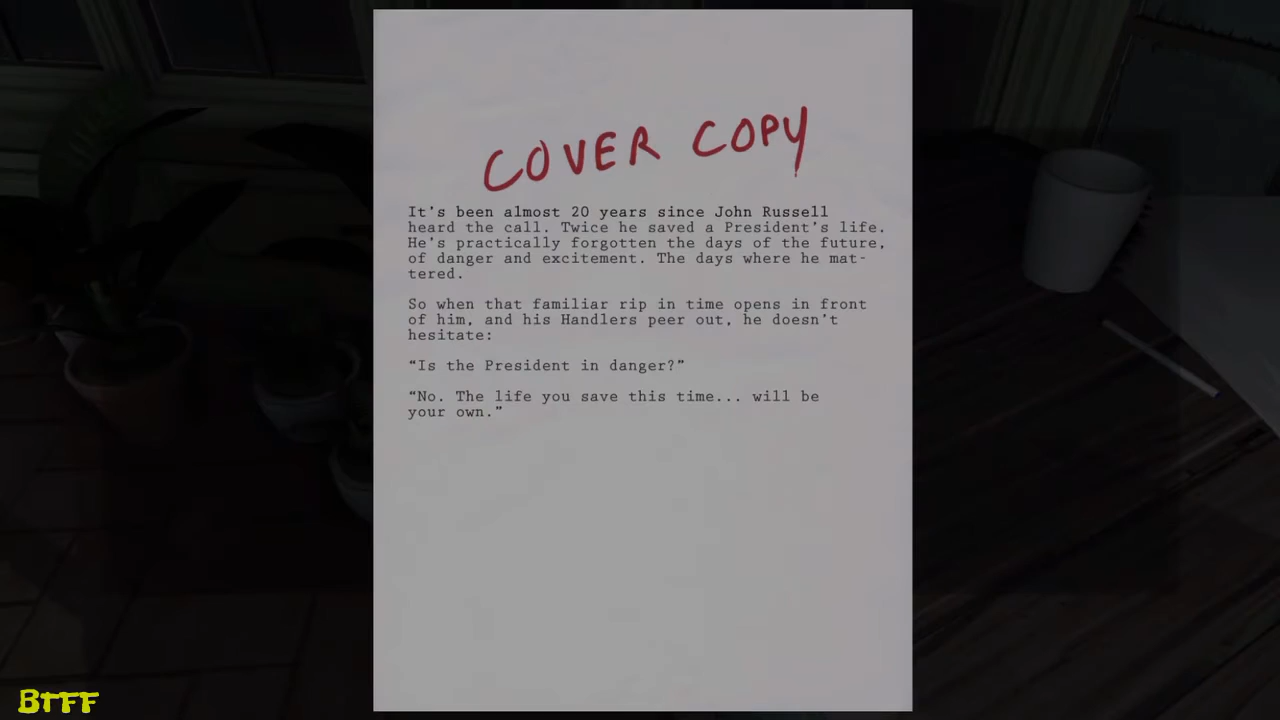 COVER COPY
It's been almost 20 years since John Russell
heard the call. Twice he saved a President's life.
He's practically forgotten the days of the future,
of danger and excitement. The days where he mat-
tered.
So when that familiar rip in time opens in front
of him, and his Handlers peer out, he doesn't
hesitate:
“Is the President in danger?”
“No. The life you save this time... will be
your own.”
BTFF